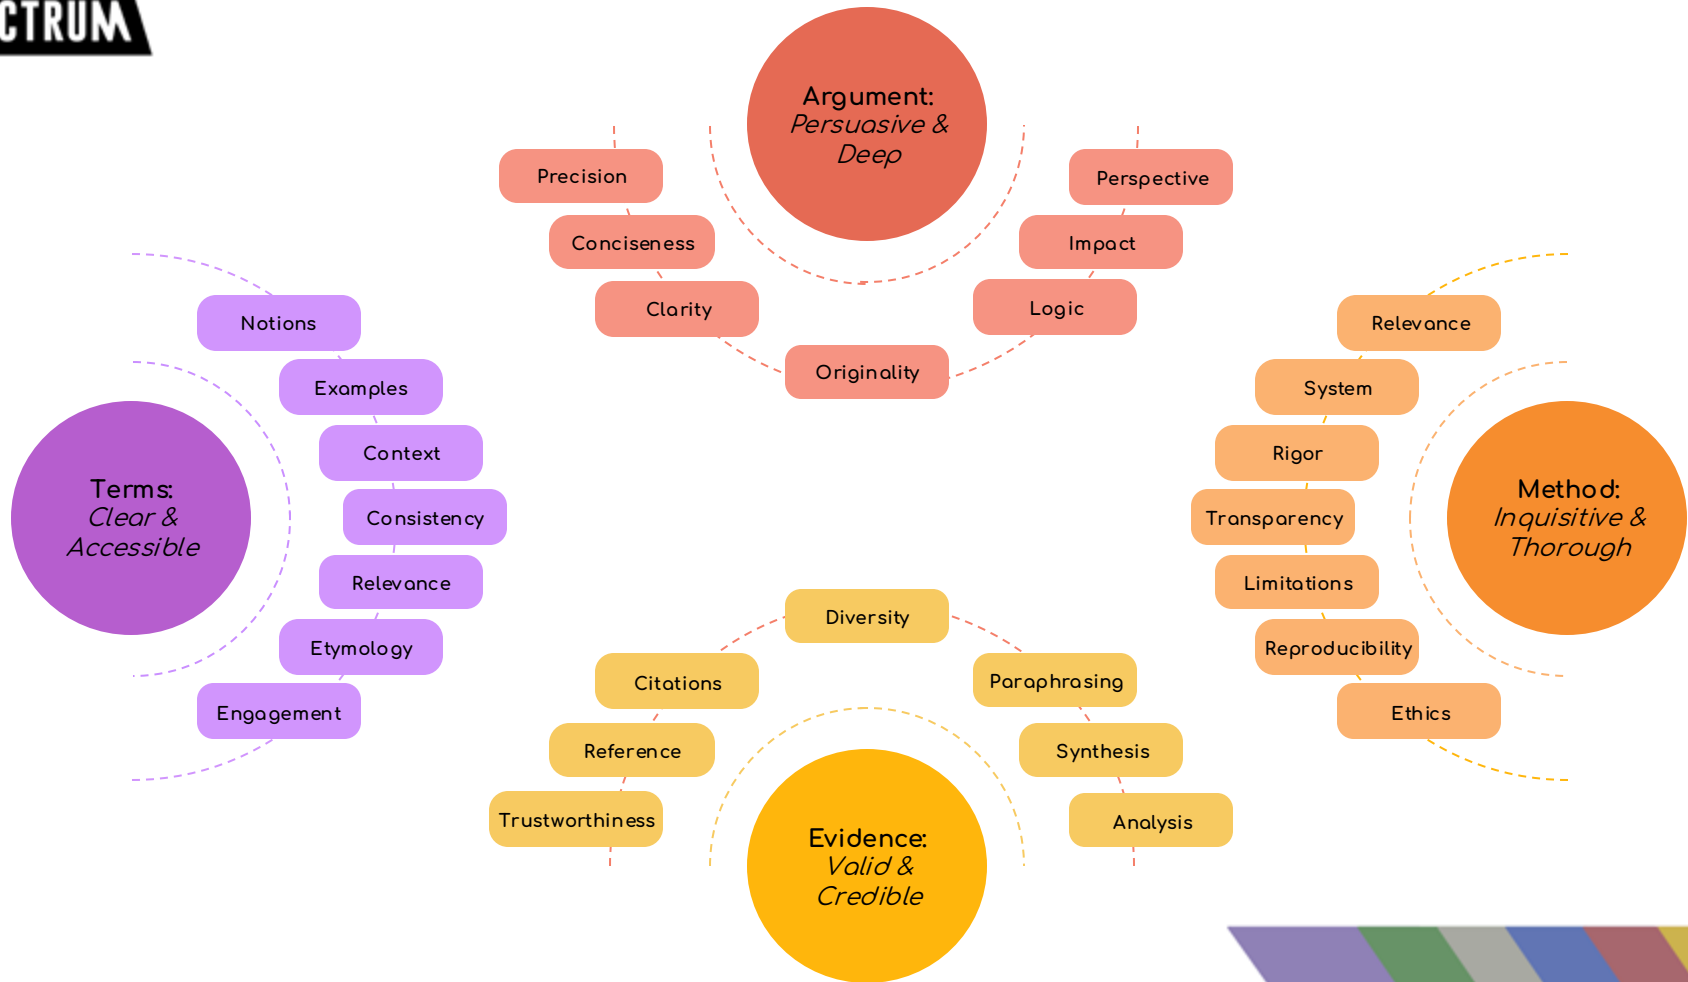 CTRUM
Argument:
Persuasive &
Deep
Precision
Conciseness
Clarity
Originality
Logic
Impact
Perspective
Terms:
Clear &
Accessible
Notions
Examples
Context
Consistency
Relevance
Etymology
Engagement
Method:
Inquisitive &
Thorough
Relevance
System
Rigor
Transparency
Limitations
Reproducibility
Ethics
Evidence:
Valid &
Credible
Trustworthiness
Reference
Citations
Diversity
Paraphrasing
Synthesis
Analysis